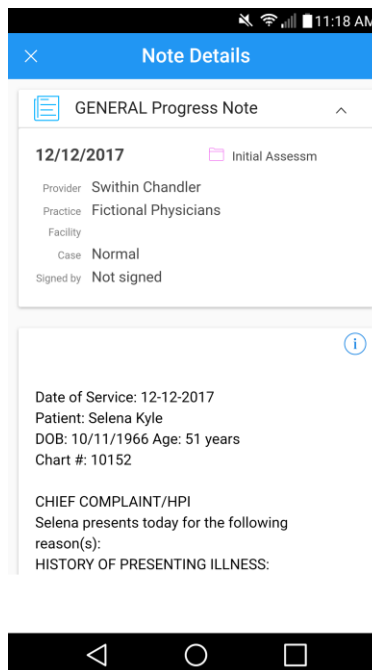 11:18 AM
Note Details
GENERAL Progress Note
12/12/2017 Initial Assessm
Provider Swithin Chandler
Practice Fictional Physicians
Facility
Case Normal
Signed by Not signed
Date of Service: 12-12-2017
Patient: Selena Kyle
DOB: 10/11/1966 Age: 51 years
Chart #: 10152
CHIEF COMPLAINT/HPI
Selena presents today for the following
reason(s):
HISTORY OF PRESENTING ILLNESS: